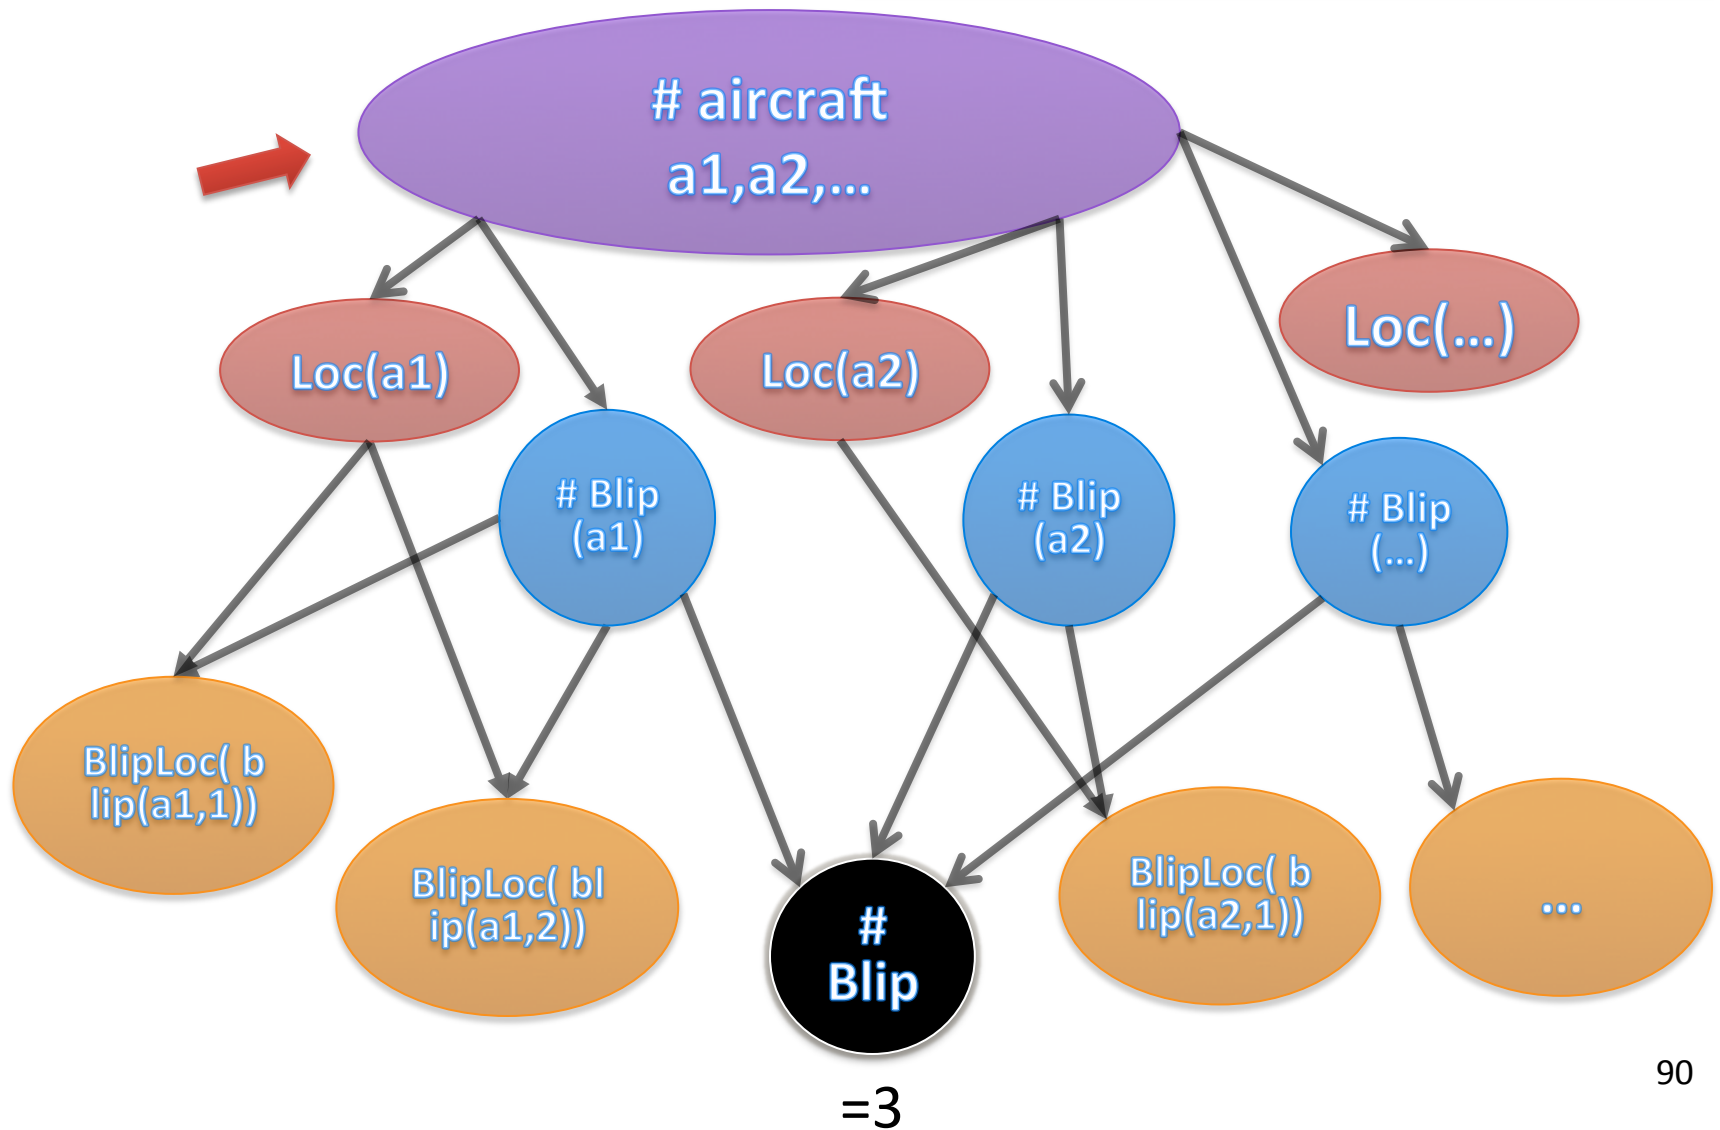 # aircraft
a1,a2,...
Loc(...)
Loc(a1)
Loc(a2)
# Blip
(a1)
# Blip
(a2)
# Blip
(...)
BlipLoc( b
lip(a1,1))
BlipLoc( bl
ip(a1,2))
#
Blip
BlipLoc( b
lip(a2,1))
...
=3
90